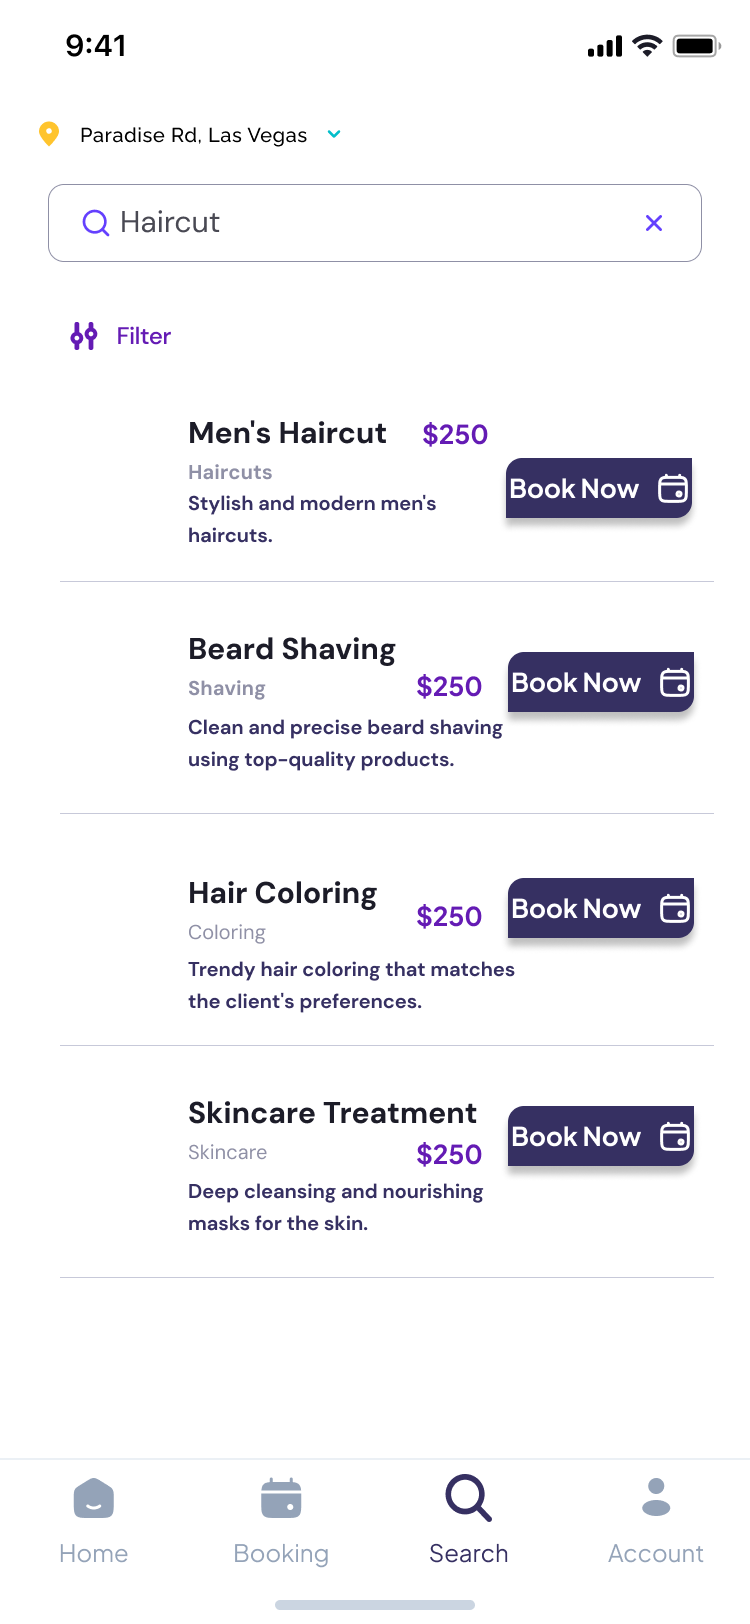 9:41
Paradise Rd, Las Vegas
Haircut
Filter
Men's Haircut $250
Haircuts
Book Now
Stylish and modern men's
haircuts.
Beard Shaving
Shaving $250
Book Now
Clean and precise beard shaving
using top-quality products.
Hair Coloring
$250
Book Now
Coloring
Trendy hair coloring that matches
the client's preferences.
Skincare Treatment
Book Now
Skincare $250
Deep cleansing and nourishing
masks for the skin.
Home Booking Search Account